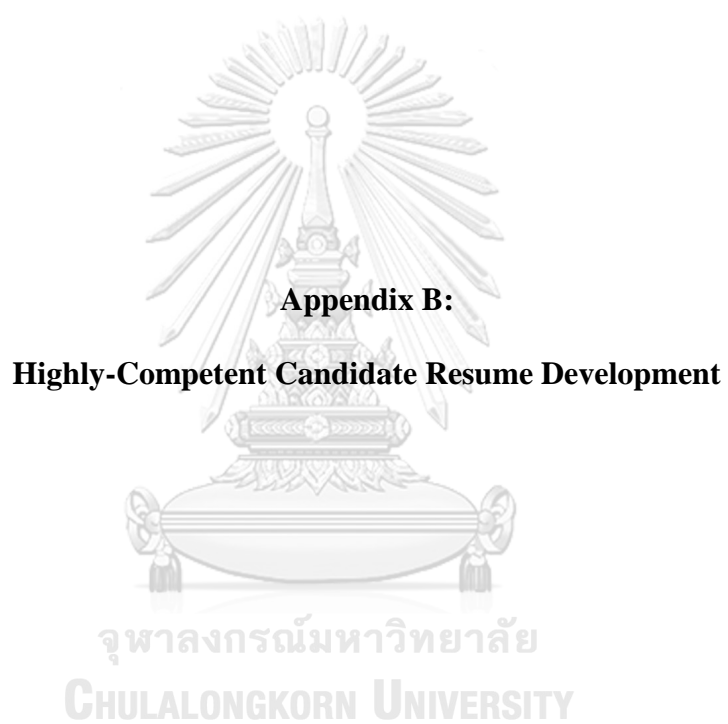 Appendix B:
Highly-Competent Candidate Resume Development
จุฬาลงกรณ์มหาวิทยาลัย
CHULALONGKORN UNIVERSITY